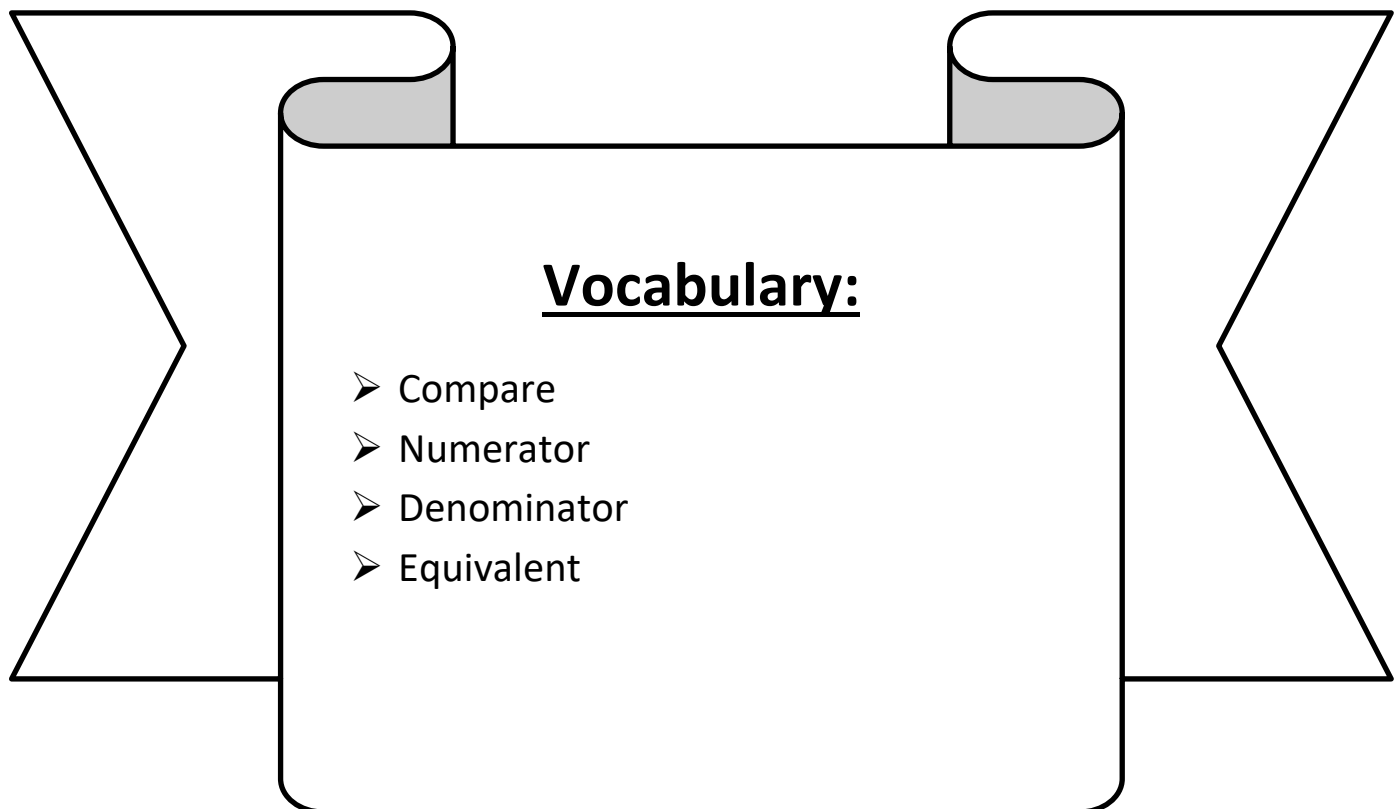 Vocabulary:
➢ Compare
➢ Numerator
➢ Denominator
➢ Equivalent